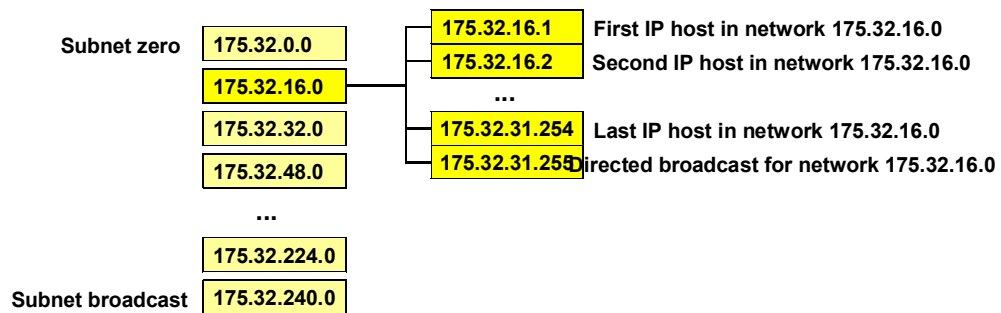 Subnet zero
175.32.0.0
175.32.16.0
175.32.32.0
175.32.48.0
...
175.32.224.0
Subnet broadcast
175.32.240.0
175.32.16.1 First IP host in network 175.32.16.0
175.32.16.2 Second IP host in network 175.32.16.0
...
175.32.31.254 Last IP host in network 175.32.16.0
175.32.31.255 Directed broadcast for network 175.32.16.0